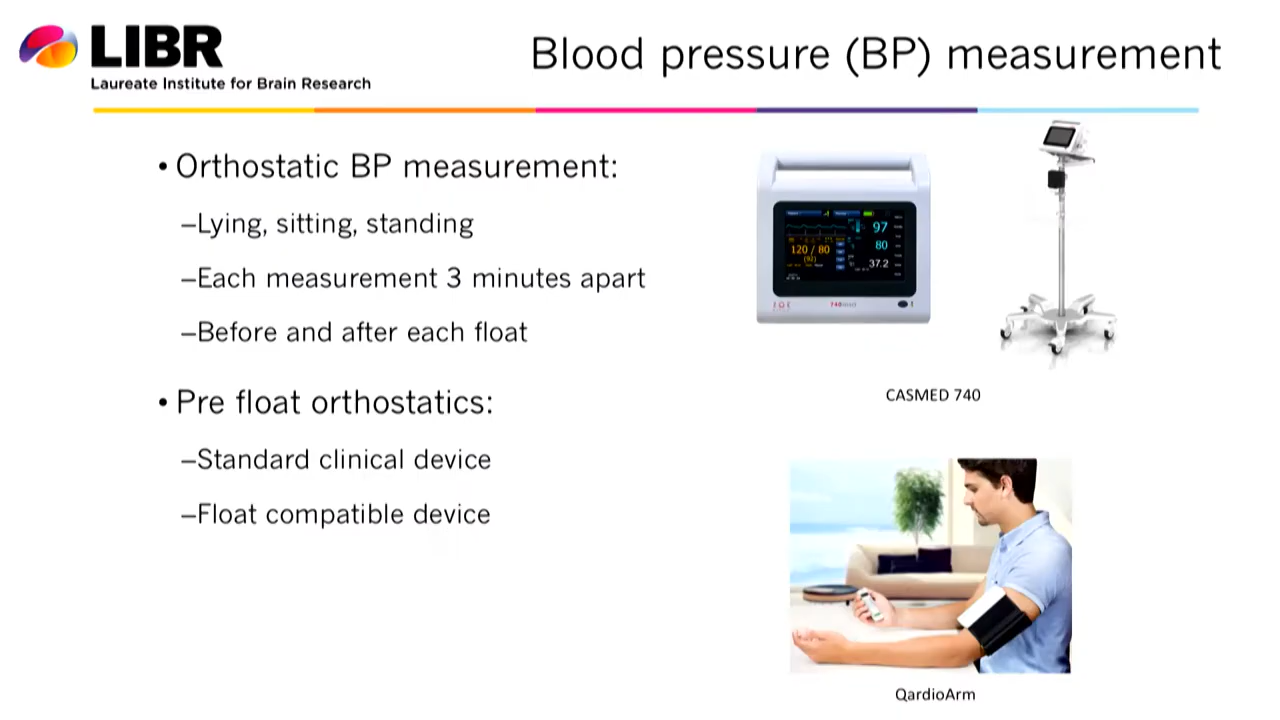 LIBR
Laureate Institute for Brain Research
Blood pressure (BP) measurement
• Orthostatic BP measurement:
–Lying, sitting, standing
–Each measurement 3 minutes apart
–Before and after each float
• Pre float orthostatics:
–Standard clinical device
–Float compatible device
97
120 / 80
80
(92)
37.2
740
CASMED 740
QardioArm